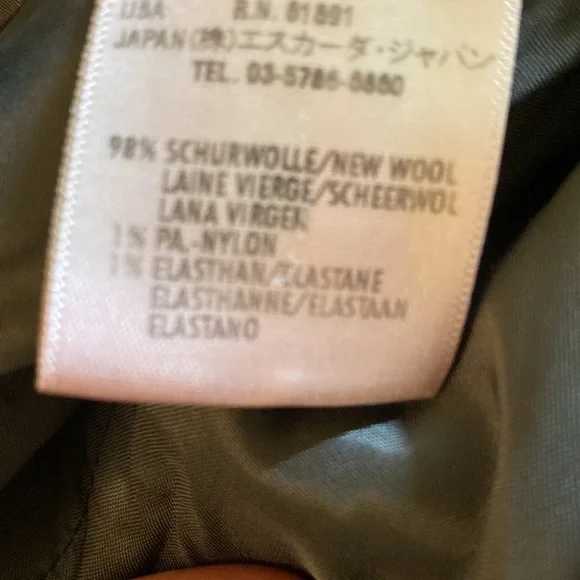 USA R.N. 81801
JAPAN (株)エスカーダ・ジャパン
TEL. 03-5786-0880
98% SCHURWOLLE/NEW WOOL
LAINE VIERGE/SCHEERWOL
LANA VIRGEN
1% PA.-NYLON
1% ELASTHAN/ELASTANE
ELASTHANNE/ELASTAAN
ELASTANO